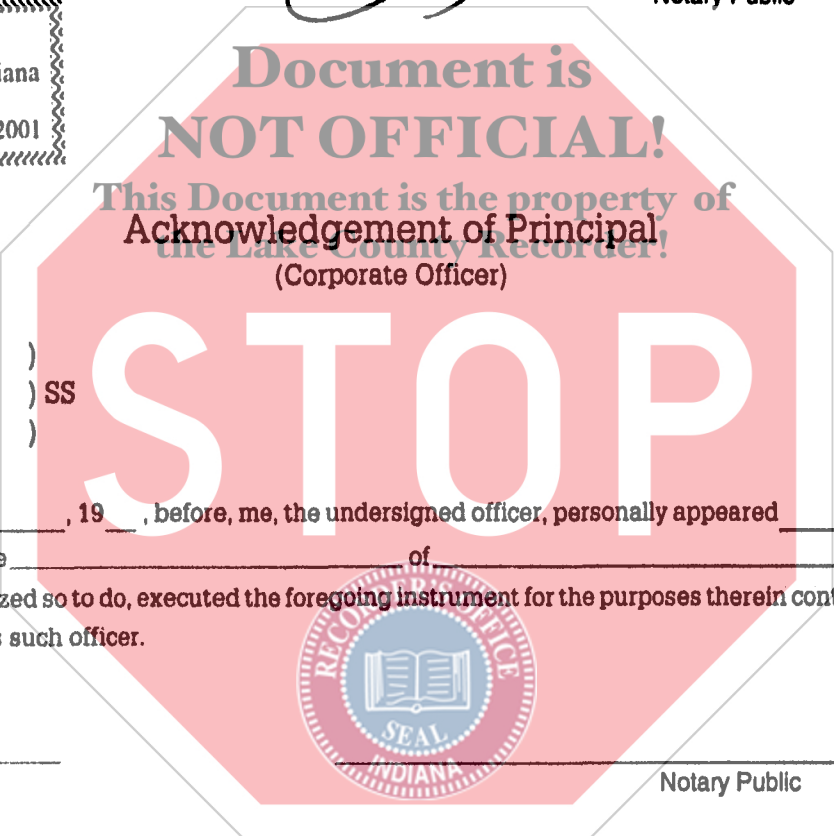 Notary Public
iana
2001
Document is
NOT OFFICIAL!
This Document is the property of
the Lake County Recorder!
Acknowledgement of Principal
(Corporate Officer)
)
) SS
)
STOP
, 19__ , before, me, the undersigned officer, personally appeared
of
zed so to do, executed the foregoing instrument for the purposes therein cont
such officer.
RECORDER'S OFFICE
SEAL
INDIANA
Notary Public